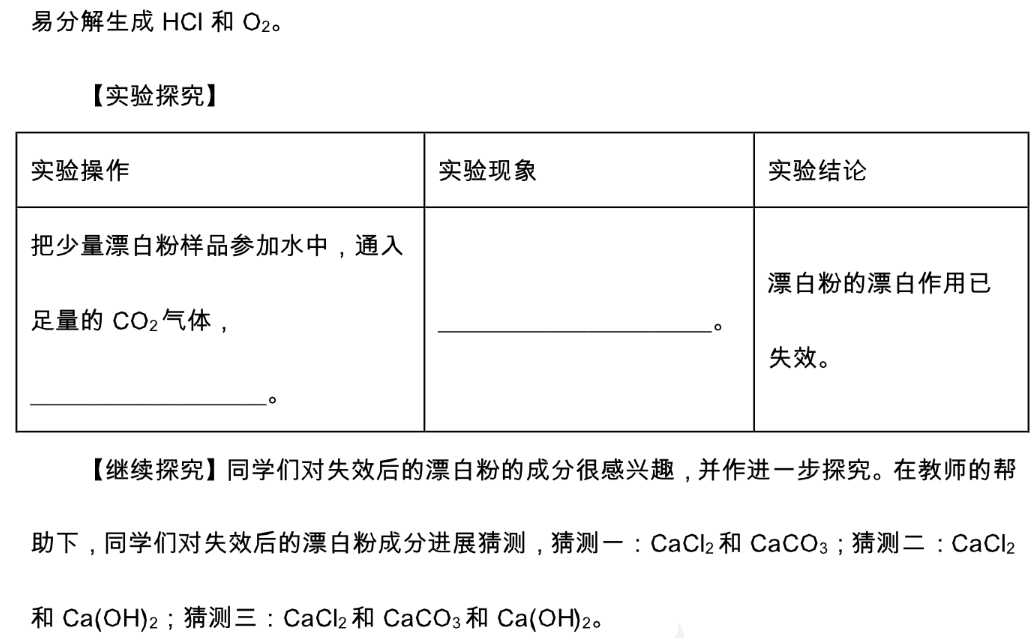 易分解生成 HCl 和 O₂。
【实验探究】
实验操作
实验现象
实验结论
把少量漂白粉样品参加水中，通入
足量的 CO₂ 气体，
____________________。
____________________。
漂白粉的漂白作用已
失效。
【继续探究】同学们对失效后的漂白粉的成分很感兴趣，并作进一步探究。在教师的帮
助下，同学们对失效后的漂白粉成分进展猜测，猜测一：CaCl₂ 和 CaCO₃；猜测二：CaCl₂
和 Ca(OH)₂；猜测三：CaCl₂ 和 CaCO₃ 和 Ca(OH)₂。